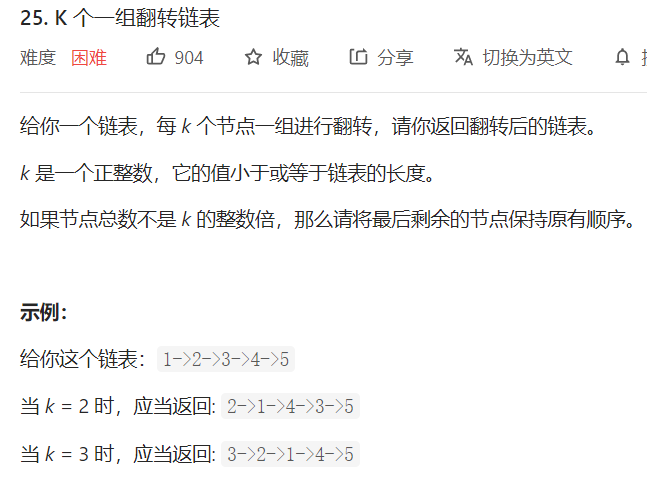 25. K 个一组翻转链表
难度 困难 904 收藏 分享 切换为英文
给你一个链表，每 k 个节点一组进行翻转，请你返回翻转后的链表。
k 是一个正整数，它的值小于或等于链表的长度。
如果节点总数不是 k 的整数倍，那么请将最后剩余的节点保持原有顺序。
示例：
给你这个链表：1->2->3->4->5
当 k = 2 时，应当返回: 2->1->4->3->5
当 k = 3 时，应当返回: 3->2->1->4->5